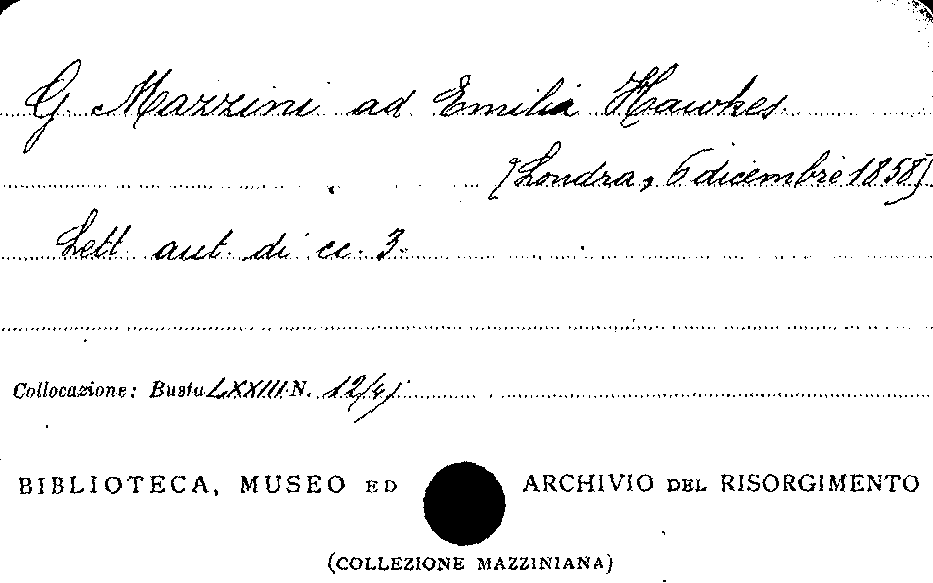 G. Mazzini ad Emilia Hawkes
(Londra, 6 dicembre 1858)
Lett. aut. di cc. 3.
Collocazione: Busta LXXIII N. 12/4)
BIBLIOTECA, MUSEO ED ARCHIVIO DEL RISORGIMENTO
(COLLEZIONE MAZZINIANA)